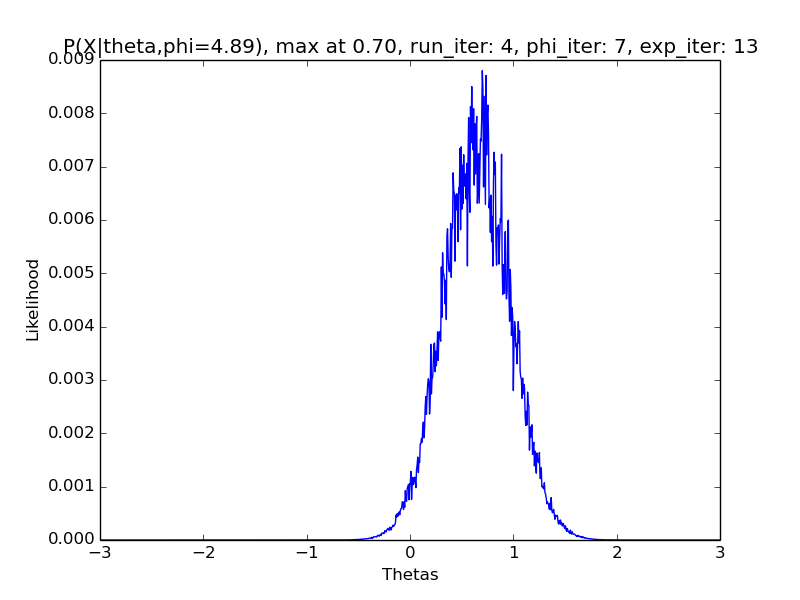 P(X|theta,phi=4.89), max at 0.70, run_iter: 4, phi_iter: 7, exp_iter: 13
0.009
0.008
0.007
0.006
0.005
0.004
0.003
0.002
0.001
0.000
Likelihood
−3 −2 −1 0 1 2 3
Thetas